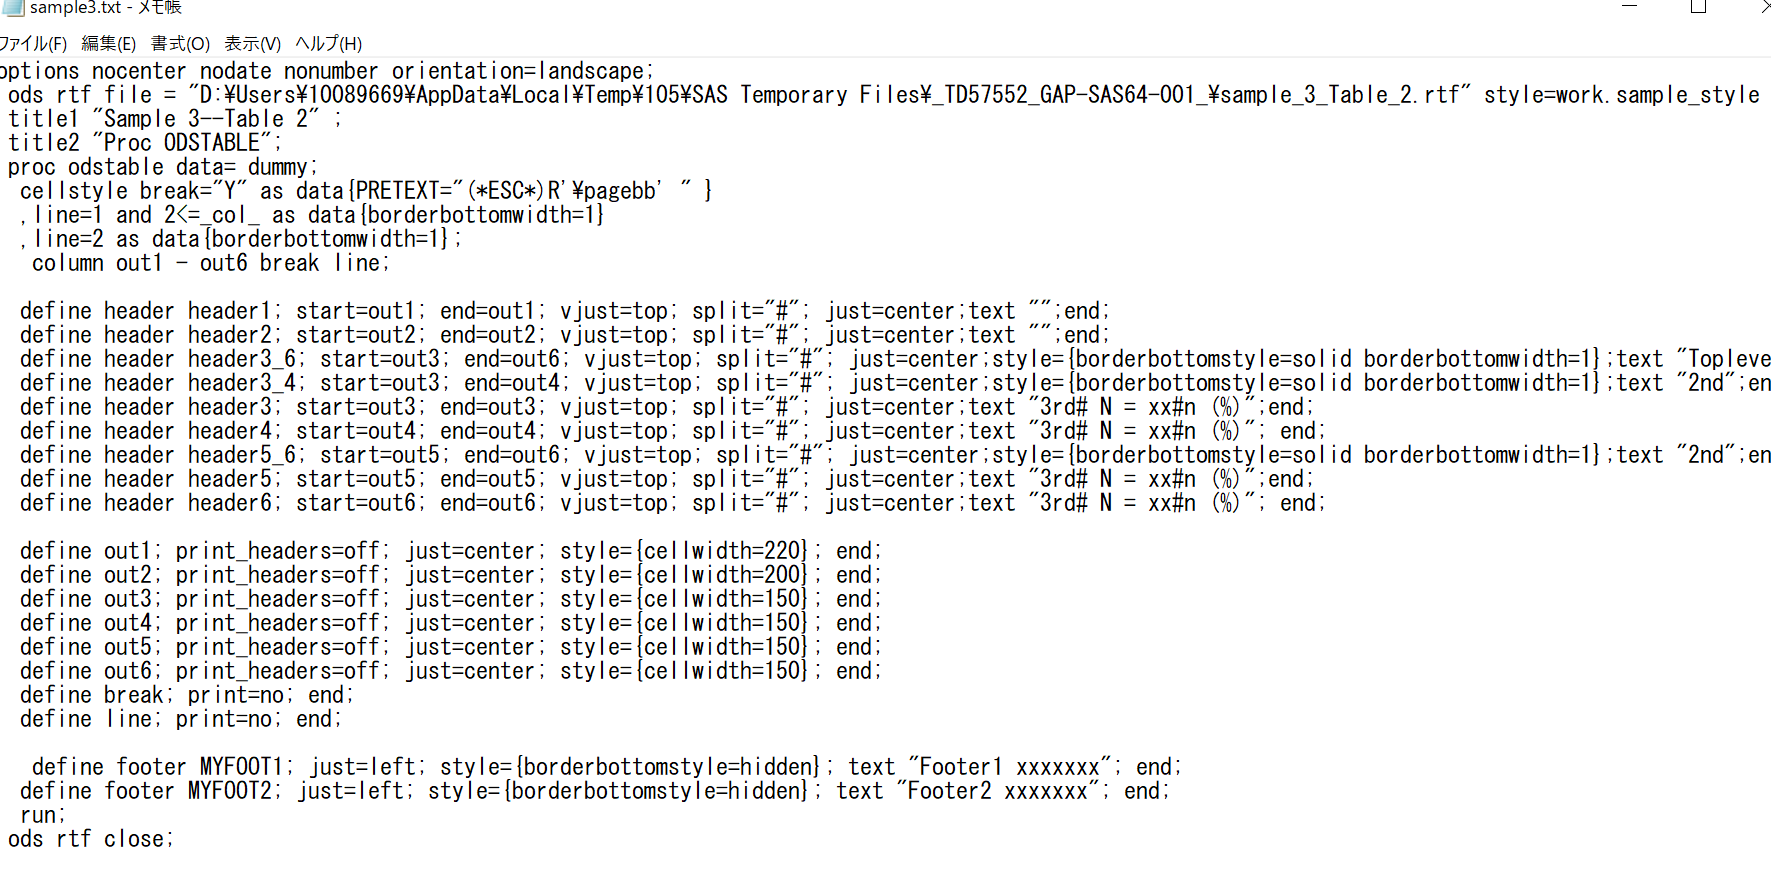 sample3.txt - メモ帳
ファイル(F) 編集(E) 書式(O) 表示(V) ヘルプ(H)
options nocenter nodate nonumber orientation=landscape;
ods rtf file = "D:¥Users¥10089669¥AppData¥Local¥Temp¥105¥SAS Temporary Files¥_TD57552_GAP-SAS64-001_¥sample_3_Table_2.rtf" style=work.sample_style
title1 "Sample 3--Table 2" ;
title2 "Proc ODSTABLE";
proc odstable data= dummy;
cellstyle break="Y" as data{PRETEXT="(*ESC*)R'¥pagebb' " }
,line=1 and 2<=_col_ as data{borderbottomwidth=1}
,line=2 as data{borderbottomwidth=1};
column out1 - out6 break line;
define header header1; start=out1; end=out1; vjust=top; split="#"; just=center;text "";end;
define header header2; start=out2; end=out2; vjust=top; split="#"; just=center;text "";end;
define header header3_6; start=out3; end=out6; vjust=top; split="#"; just=center;style={borderbottomstyle=solid borderbottomwidth=1};text "Topleve
define header header3_4; start=out3; end=out4; vjust=top; split="#"; just=center;style={borderbottomstyle=solid borderbottomwidth=1};text "2nd";en
define header header3; start=out3; end=out3; vjust=top; split="#"; just=center;text "3rd# N = xx#n (%)";end;
define header header4; start=out4; end=out4; vjust=top; split="#"; just=center;text "3rd# N = xx#n (%)"; end;
define header header5_6; start=out5; end=out6; vjust=top; split="#"; just=center;style={borderbottomstyle=solid borderbottomwidth=1};text "2nd";en
define header header5; start=out5; end=out5; vjust=top; split="#"; just=center;text "3rd# N = xx#n (%)";end;
define header header6; start=out6; end=out6; vjust=top; split="#"; just=center;text "3rd# N = xx#n (%)"; end;
define out1; print_headers=off; just=center; style={cellwidth=220}; end;
define out2; print_headers=off; just=center; style={cellwidth=200}; end;
define out3; print_headers=off; just=center; style={cellwidth=150}; end;
define out4; print_headers=off; just=center; style={cellwidth=150}; end;
define out5; print_headers=off; just=center; style={cellwidth=150}; end;
define out6; print_headers=off; just=center; style={cellwidth=150}; end;
define break; print=no; end;
define line; print=no; end;
define footer MYFOOT1; just=left; style={borderbottomstyle=hidden}; text "Footer1 xxxxxxx"; end;
define footer MYFOOT2; just=left; style={borderbottomstyle=hidden}; text "Footer2 xxxxxxx"; end;
run;
ods rtf close;